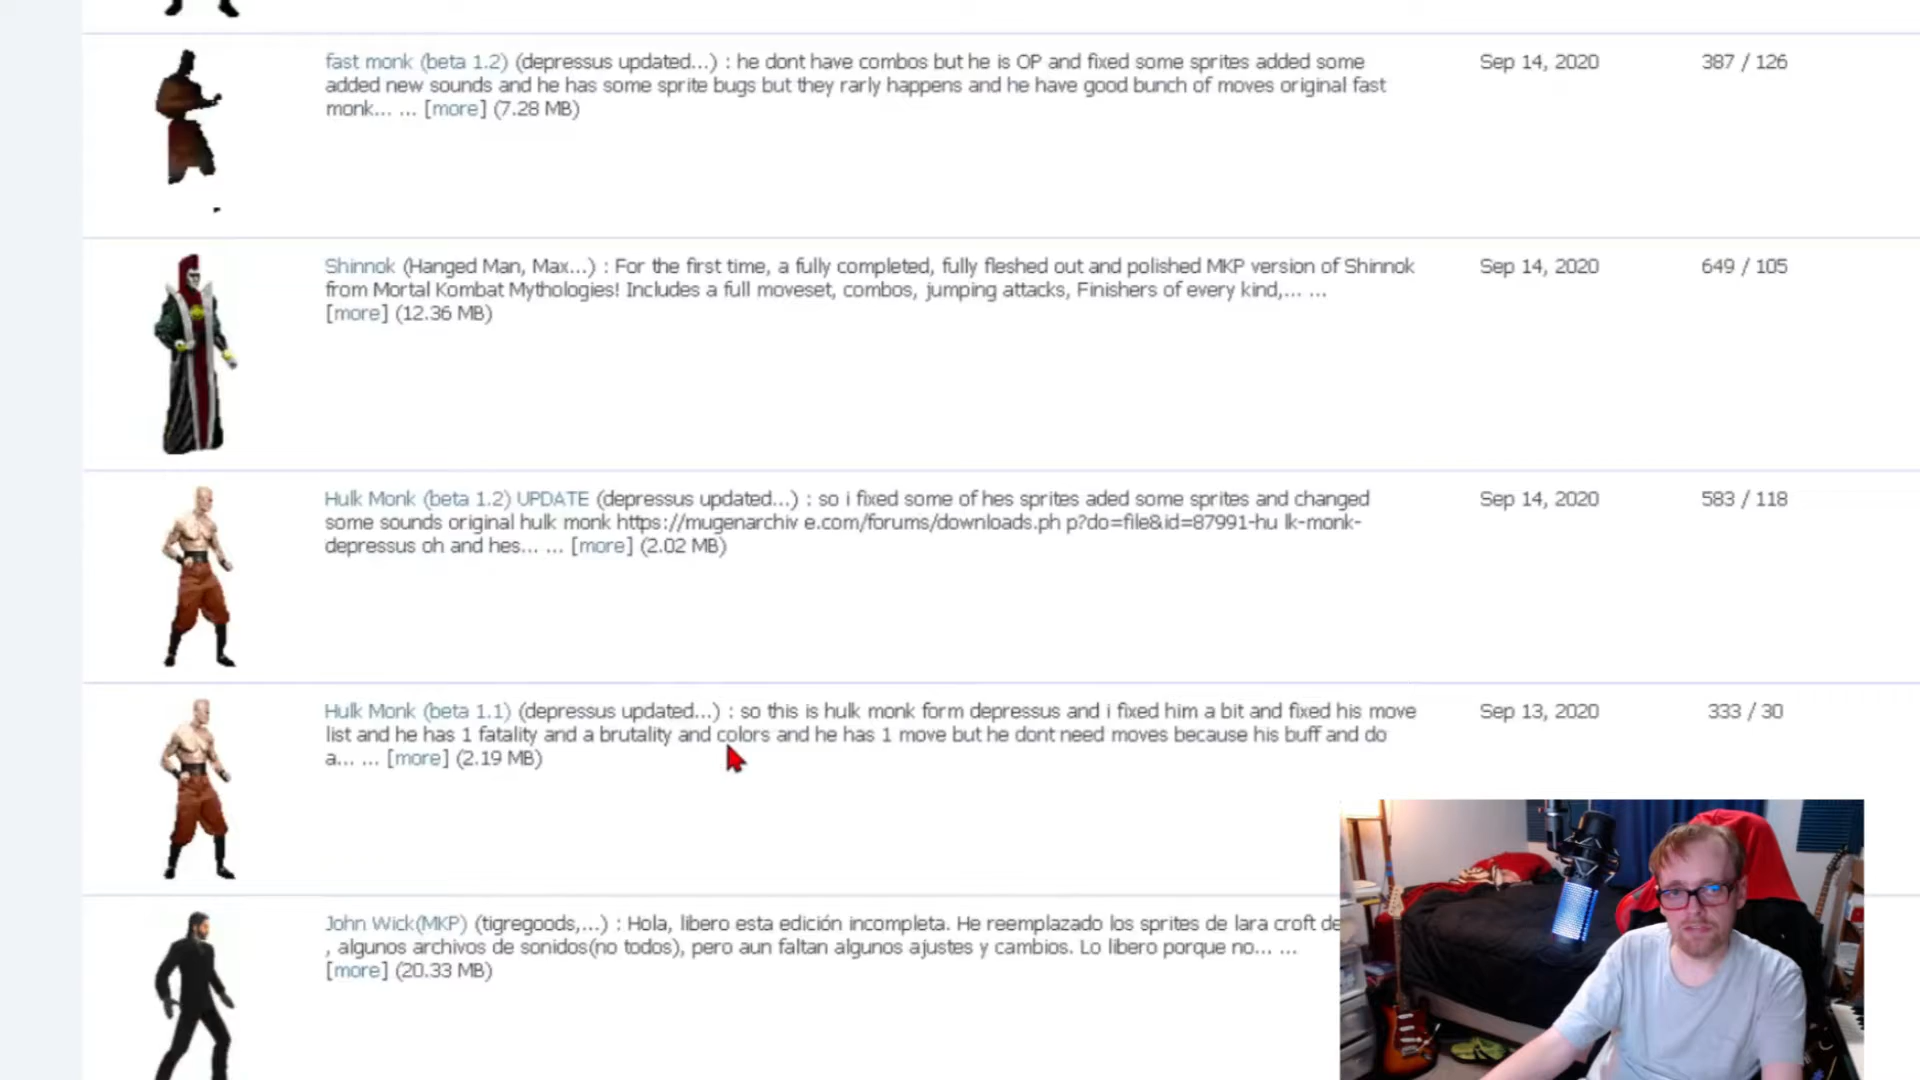 fast monk (beta 1.2) (depressus updated...) : he dont have combos but he is OP and fixed some sprites added some Sep 14, 2020 387 / 126
added new sounds and he has some sprite bugs but they rarly happens and he have good bunch of moves original fast
monk... ... [more] (7.28 MB)
Shinnok (Hanged Man, Max...) : For the first time, a fully completed, fully fleshed out and polished MKP version of Shinnok Sep 14, 2020 649 / 105
from Mortal Kombat Mythologies! Includes a full moveset, combos, jumping attacks, Finishers of every kind,... ...
[more] (12.36 MB)
Hulk Monk (beta 1.2) UPDATE (depressus updated...) : so i fixed some of hes sprites aded some sprites and changed Sep 14, 2020 583 / 118
some sounds original hulk monk https://mugenarchiv e.com/forums/downloads.ph p?do=file&id=87991-hu lk-monk-
depressus oh and hes... ... [more] (2.02 MB)
Hulk Monk (beta 1.1) (depressus updated...) : so this is hulk monk form depressus and i fixed him a bit and fixed his move Sep 13, 2020 333 / 30
list and he has 1 fatality and a brutality and colors and he has 1 move but he dont need moves because his buff and do
a... ... [more] (2.19 MB)
John Wick(MKP) (tigregoods,...) : Hola, libero esta edición incompleta. He reemplazado los sprites de lara croft de
, algunos archivos de sonidos(no todos), pero aun faltan algunos ajustes y cambios. Lo libero porque no... ...
[more] (20.33 MB)